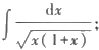 ∫ dx / √( x ( 1 + x ) ) ;